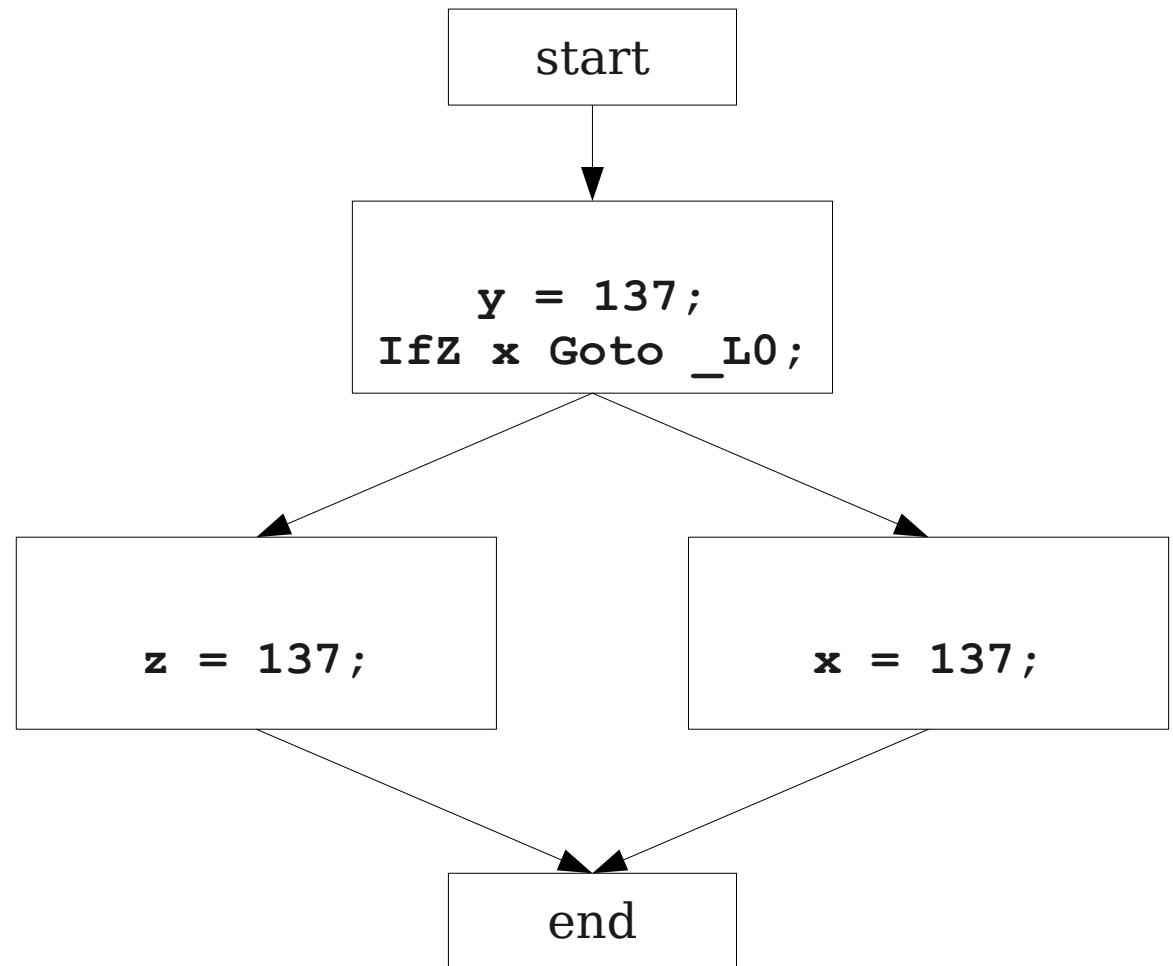 start
y = 137;
IfZ x Goto _L0;
z = 137;
x = 137;
end